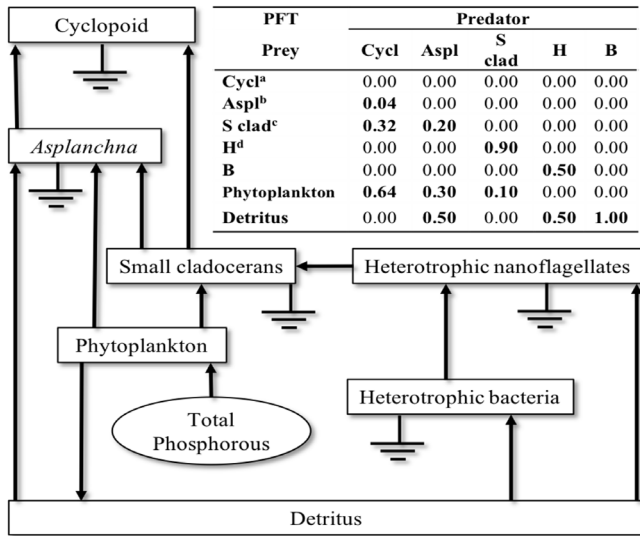 Cyclopoid
PFT Predator
Prey Cycl Aspl S clad H B
Cycla 0.00 0.00 0.00 0.00 0.00
Asplb 0.04 0.00 0.00 0.00 0.00
S cladc 0.32 0.20 0.00 0.00 0.00
Hd 0.00 0.00 0.90 0.00 0.00
B 0.00 0.00 0.00 0.50 0.00
Phytoplankton 0.64 0.30 0.10 0.00 0.00
Detritus 0.00 0.50 0.00 0.50 1.00
Asplanchna
Small cladocerans
Heterotrophic nanoflagellates
Phytoplankton
Heterotrophic bacteria
Total
Phosphorous
Detritus